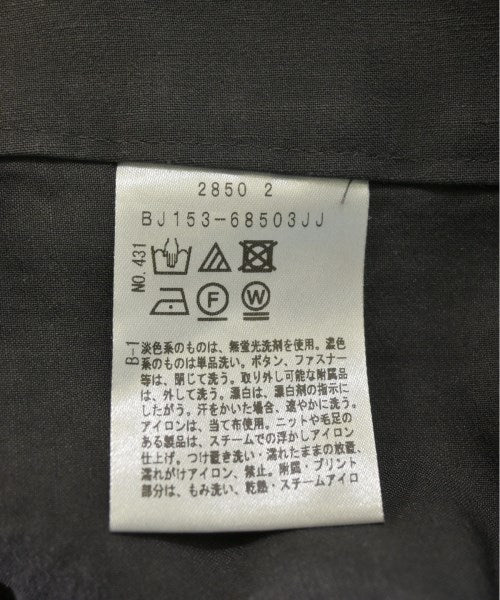 2850 2
BJ153-68503JJ
NO.431
F
W
B-1
淡色系のものは、無蛍光洗剤を使用。濃色
系のものは単品洗い。ボタン、ファスナー
等は、閉じて洗う。取り外し可能な附属品
は、外して洗う。漂白は、漂白剤の指示に
したがう。汗をかいた場合、速やかに洗う。
アイロンは、当て布使用。ニットや毛足の
ある製品は、スチームでの浮かしアイロン
仕上げ。つけ置き洗い・濡れたままの放置、
濡れがけアイロン、禁止。附属・プリント
部分は、もみ洗い、乾熱・スチームアイロ